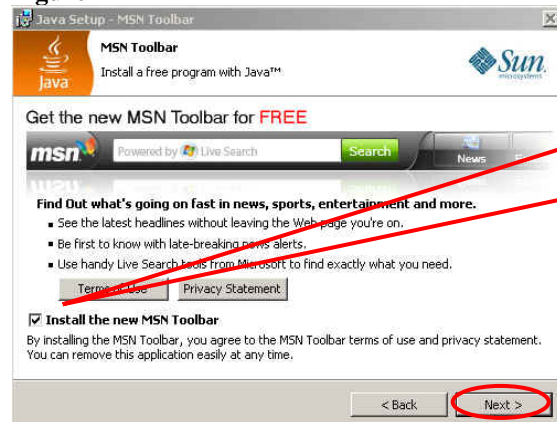 Java Setup - MSN Toolbar
Java
MSN Toolbar
Install a free program with Java™
Sun
microsystems
Get the new MSN Toolbar for FREE
msn
Powered by Live Search
Search
News
Find Out what's going on fast in news, sports, entertainment and more.
See the latest headlines without leaving the Web page you're on.
Be first to know with late-breaking news alerts.
Use handy Live Search tools from Microsoft to find exactly what you need.
Terms of Use
Privacy Statement
Install the new MSN Toolbar
By installing the MSN Toolbar, you agree to the MSN Toolbar terms of use and privacy statement.
You can remove this application easily at any time.
< Back
Next >